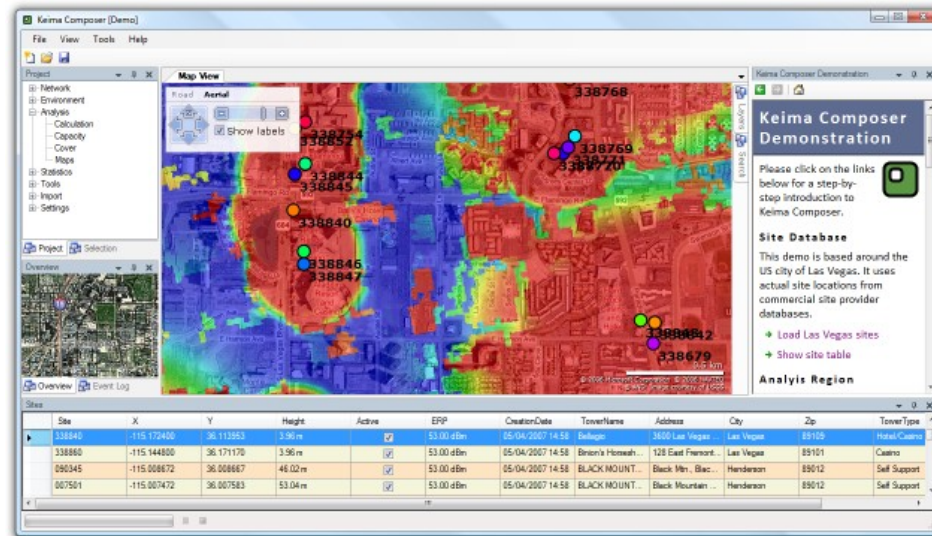 Keima Composer [Demo]
File View Tools Help
Project
Map View
Keima Composer Demonstration
Network
Environment
Analysis
Calculation
Capacity
Cover
Maps
Statistics
Tools
Import
Settings
Project Selection
Overview
Overview Event Log
Road Aerial
Show labels
338768
338754
338852
338844
338845
338840
338846
338847
338769
338771
338720
338679
0.5 km
Layers
Search
Keima Composer
Demonstration
Please click on the links
below for a step-by-
step introduction to
Keima Composer.
Site Database
This demo is based around the
US city of Las Vegas. It uses
actual site locations from
commercial site provider
databases.
Load Las Vegas sites
Show site table
Analyis Region
Sites
Site X Y Height Active ERP CreationDate TowerName Address City Zip TowerType
338840 -115.172400 36.113953 3.96 m 53.00 dBm 05/04/2007 14:58 Bellagio 3600 Las Vegas ... Las Vegas 89109 Hotel/Casino
338860 -115.144800 36.171170 3.96 m 53.00 dBm 05/04/2007 14:58 Binion's Horsesh... 128 East Fremont... Las Vegas 89101 Casino
090345 -115.008672 36.008667 46.02 m 53.00 dBm 05/04/2007 14:58 BLACK MOUNT... Black Mtn., Blac... Henderson 89012 Self Support
007501 -115.007472 36.007583 53.04 m 53.00 dBm 05/04/2007 14:58 BLACK MOUNT... Black Mountain ... Henderson 89012 Self Support